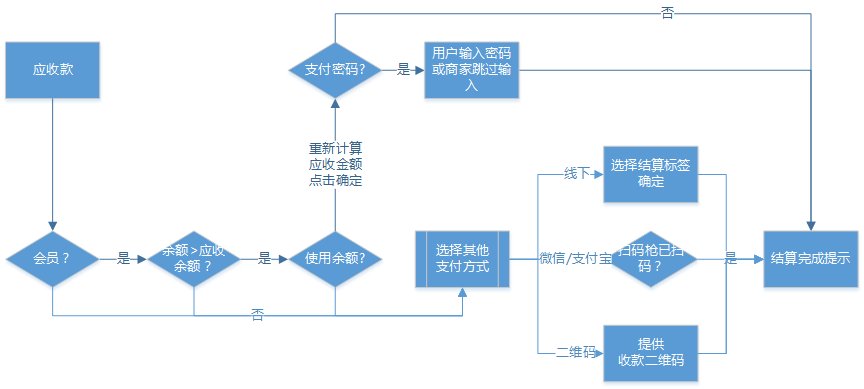 否
应收款
支付密码?
是
用户输入密码
或商家跳过输
入
重新计算
应收金额
点击确定
线下
选择结算标签
确定
会员？
是
余额>应收
余额？
是
使用余额?
选择其他
支付方式
微信/支付宝
扫码枪已扫
码？
是
结算完成提示
否
二维码
提供
收款二维码